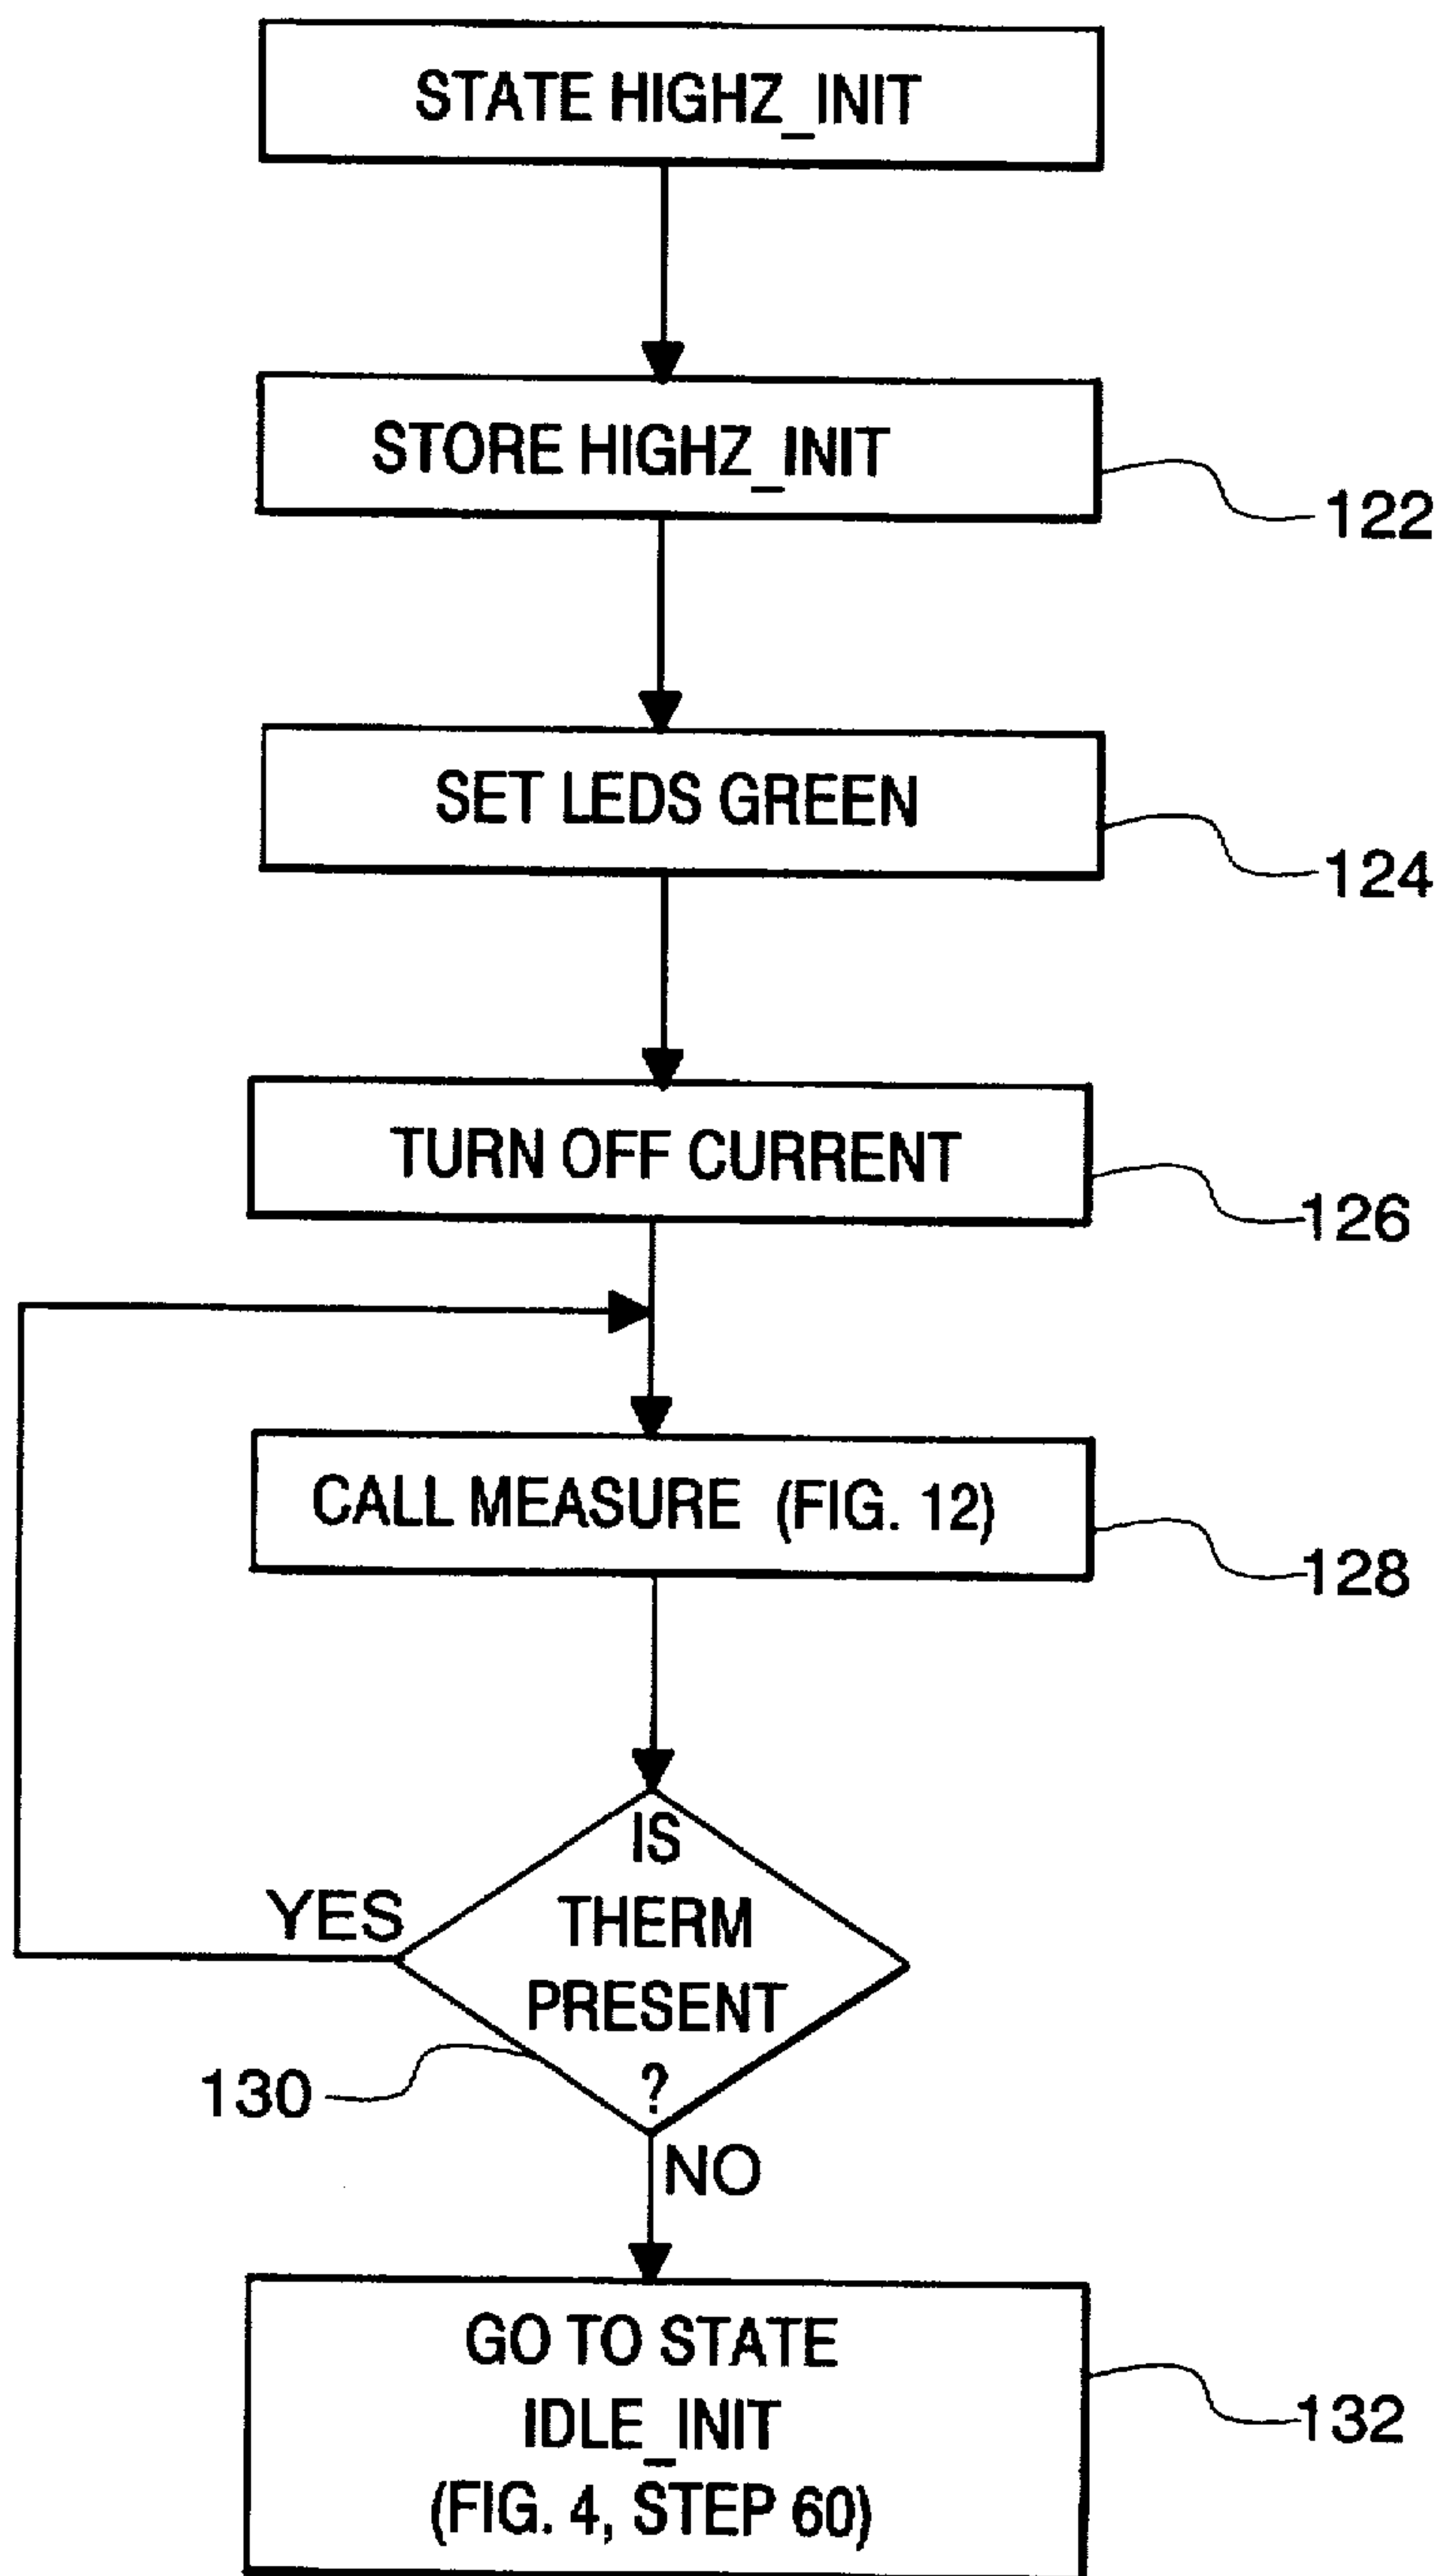 STATE HIGHZ_INIT
STORE HIGHZ_INIT
122
SET LEDS GREEN
124
TURN OFF CURRENT
126
CALL MEASURE (FIG. 12)
128
IS
THERM
PRESENT
?
YES
130
NO
GO TO STATE
IDLE_INIT
(FIG. 4, STEP 60)
132